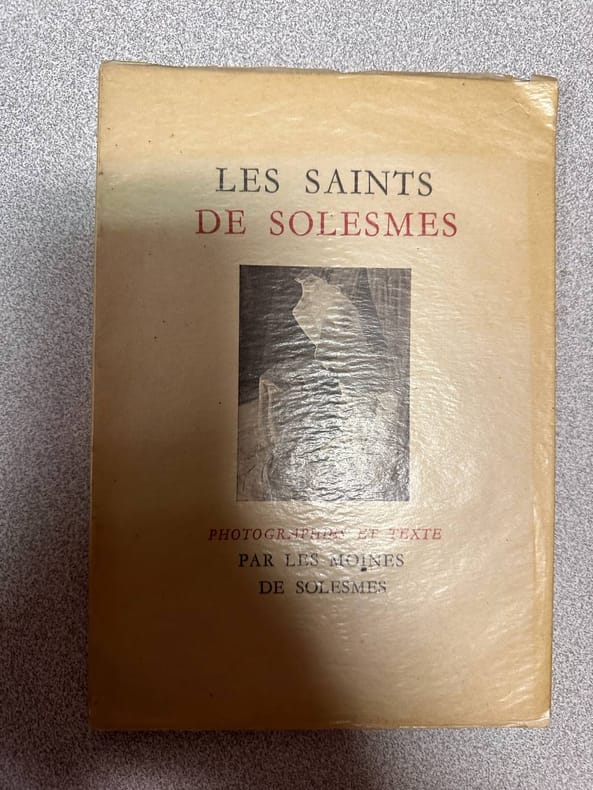 LES SAINTS
DE SOLESMES
PHOTOGRAPHIES ET TEXTE
PAR LES MOINES
DE SOLESMES